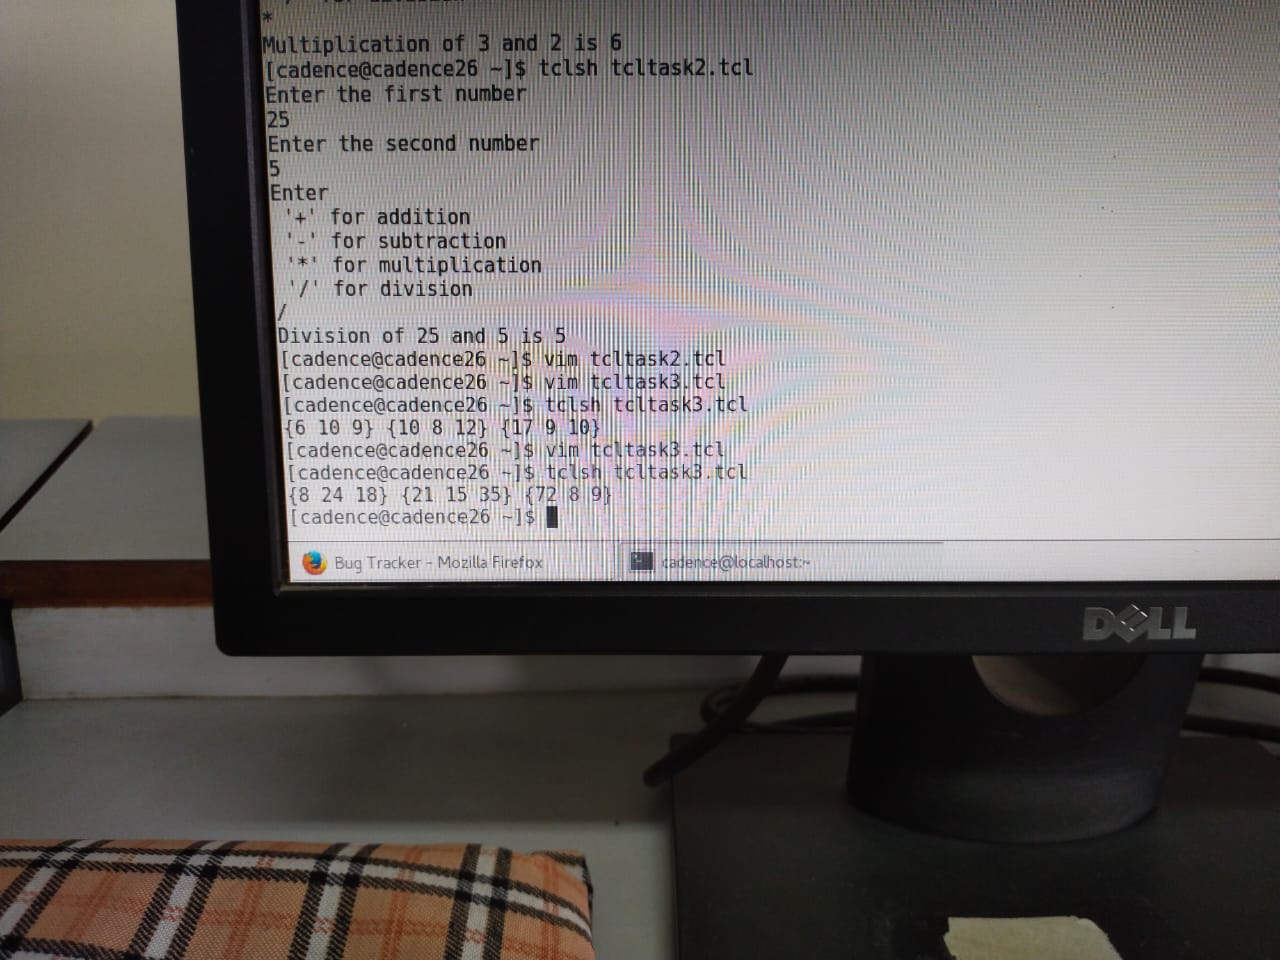 *
Multiplication of 3 and 2 is 6
[cadence@cadence26 ~]$ tclsh tcltask2.tcl
Enter the first number
25
Enter the second number
5
Enter
'+' for addition
'-' for subtraction
'*' for multiplication
'/' for division
/
Division of 25 and 5 is 5
[cadence@cadence26 ~]$ vim tcltask2.tcl
[cadence@cadence26 ~]$ vim tcltask3.tcl
[cadence@cadence26 ~]$ tclsh tcltask3.tcl
{6 10 9} {10 8 12} {17 9 10}
[cadence@cadence26 ~]$ vim tcltask3.tcl
[cadence@cadence26 ~]$ tclsh tcltask3.tcl
{8 24 18} {21 15 35} {72 8 9}
[cadence@cadence26 ~]$
Bug Tracker - Mozilla Firefox
cadence@localhost:~
DELL